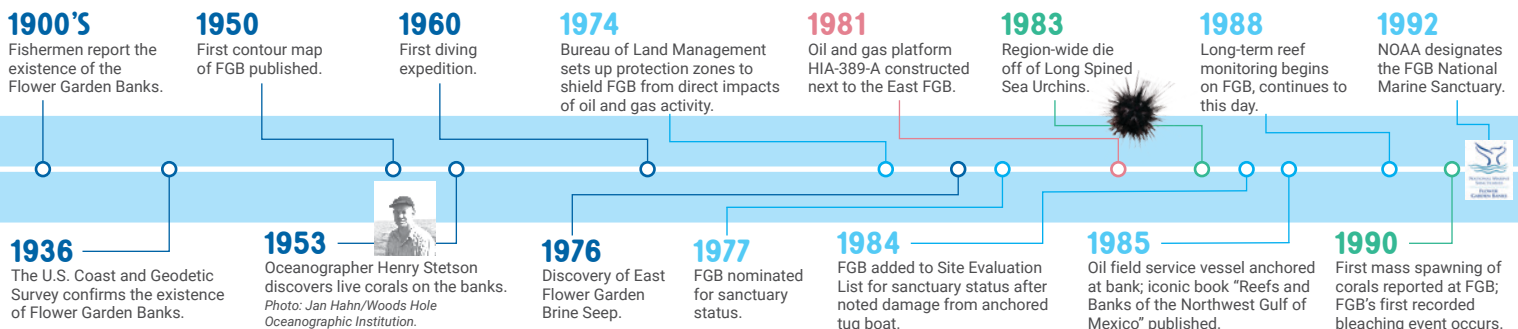 1900'S
Fishermen report the
existence of the
Flower Garden Banks.
1950
First contour map
of FGB published.
1960
First diving
expedition.
1974
Bureau of Land Management
sets up protection zones to
shield FGB from direct impacts
of oil and gas activity.
1981
Oil and gas platform
HIA-389-A constructed
next to the East FGB.
1983
Region-wide die
off of Long Spined
Sea Urchins.
1988
Long-term reef
monitoring begins
on FGB, continues to
this day.
1992
NOAA designates
the FGB National
Marine Sanctuary.
NATIONAL MARINE
SANCTUARIES
FLOWER
GARDEN BANKS
1936
The U.S. Coast and Geodetic
Survey confirms the existence
of Flower Garden Banks.
1953
Oceanographer Henry Stetson
discovers live corals on the banks.
Photo: Jan Hahn/Woods Hole
Oceanographic Institution.
1976
Discovery of East
Flower Garden
Brine Seep.
1977
FGB nominated
for sanctuary
status.
1984
FGB added to Site Evaluation
List for sanctuary status after
noted damage from anchored
tug boat.
1985
Oil field service vessel anchored
at bank; iconic book “Reefs and
Banks of the Northwest Gulf of
Mexico” published.
1990
First mass spawning of
corals reported at FGB;
FGB's first recorded
bleaching event occurs.